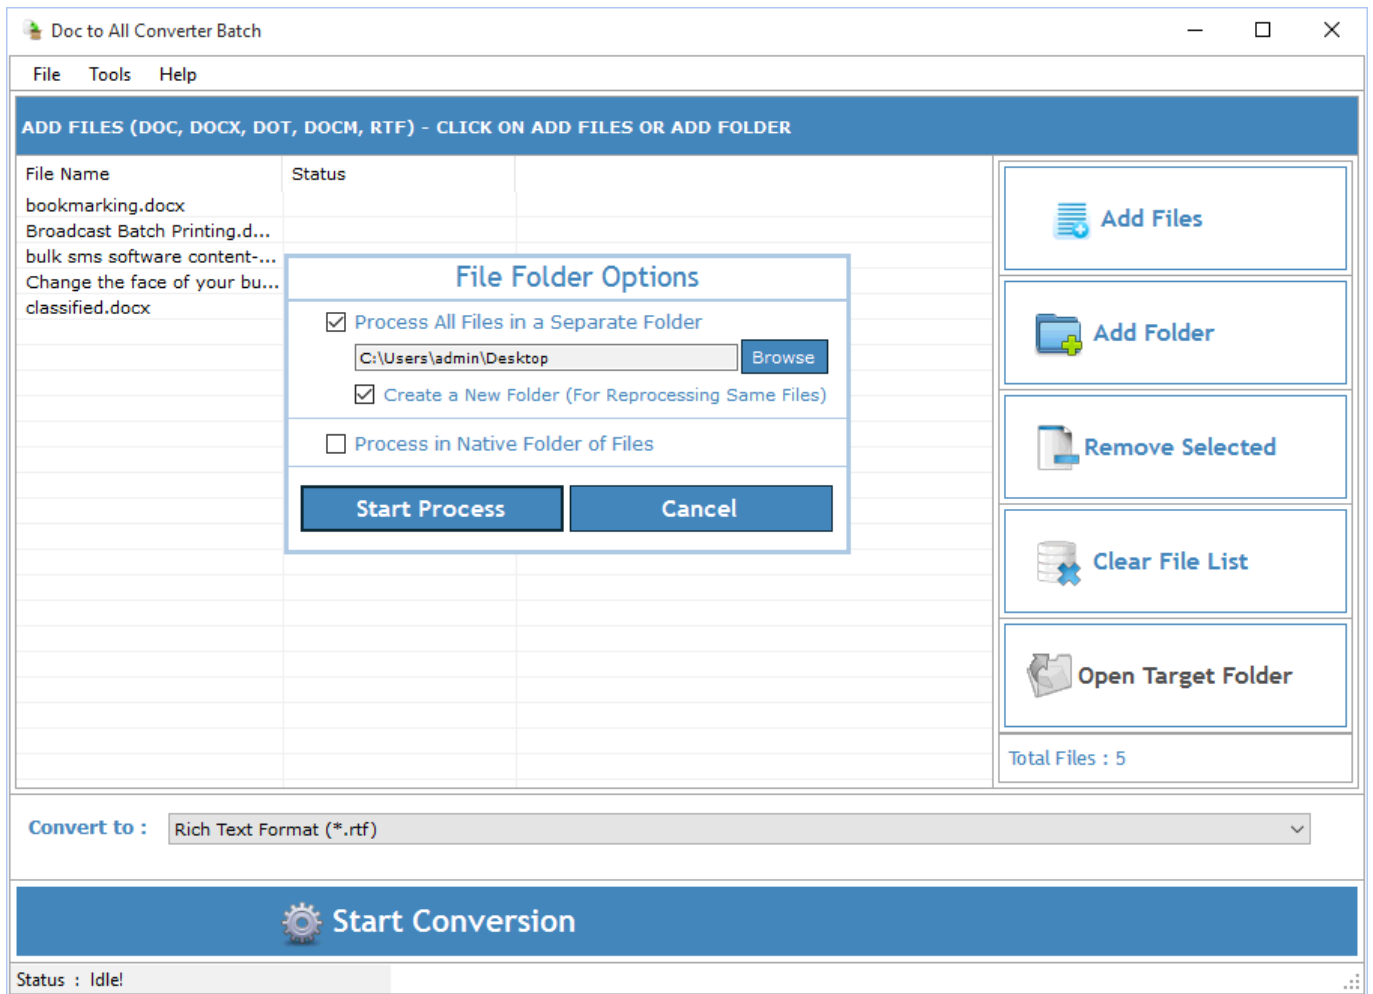 Doc to All Converter Batch
File Tools Help
ADD FILES (DOC, DOCX, DOT, DOCM, RTF) - CLICK ON ADD FILES OR ADD FOLDER
File Name Status
bookmarking.docx
Broadcast Batch Printing.d...
bulk sms software content-...
Change the face of your bu...
classified.docx
File Folder Options
Process All Files in a Separate Folder
C:\Users\admin\Desktop Browse
Create a New Folder (For Reprocessing Same Files)
Process in Native Folder of Files
Start Process Cancel
Add Files
Add Folder
Remove Selected
Clear File List
Open Target Folder
Total Files : 5
Convert to : Rich Text Format (*.rtf)
Start Conversion
Status : Idle!